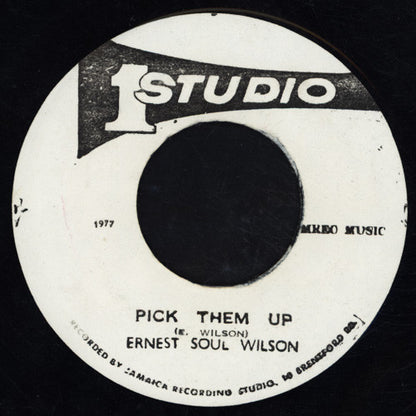 1 STUDIO
1977
MREO MUSIC
PICK THEM UP
(E. WILSON)
ERNEST SOUL WILSON
RECORDED BY JAMAICA RECORDING STUDIO, 10 BRENTFORD RD.